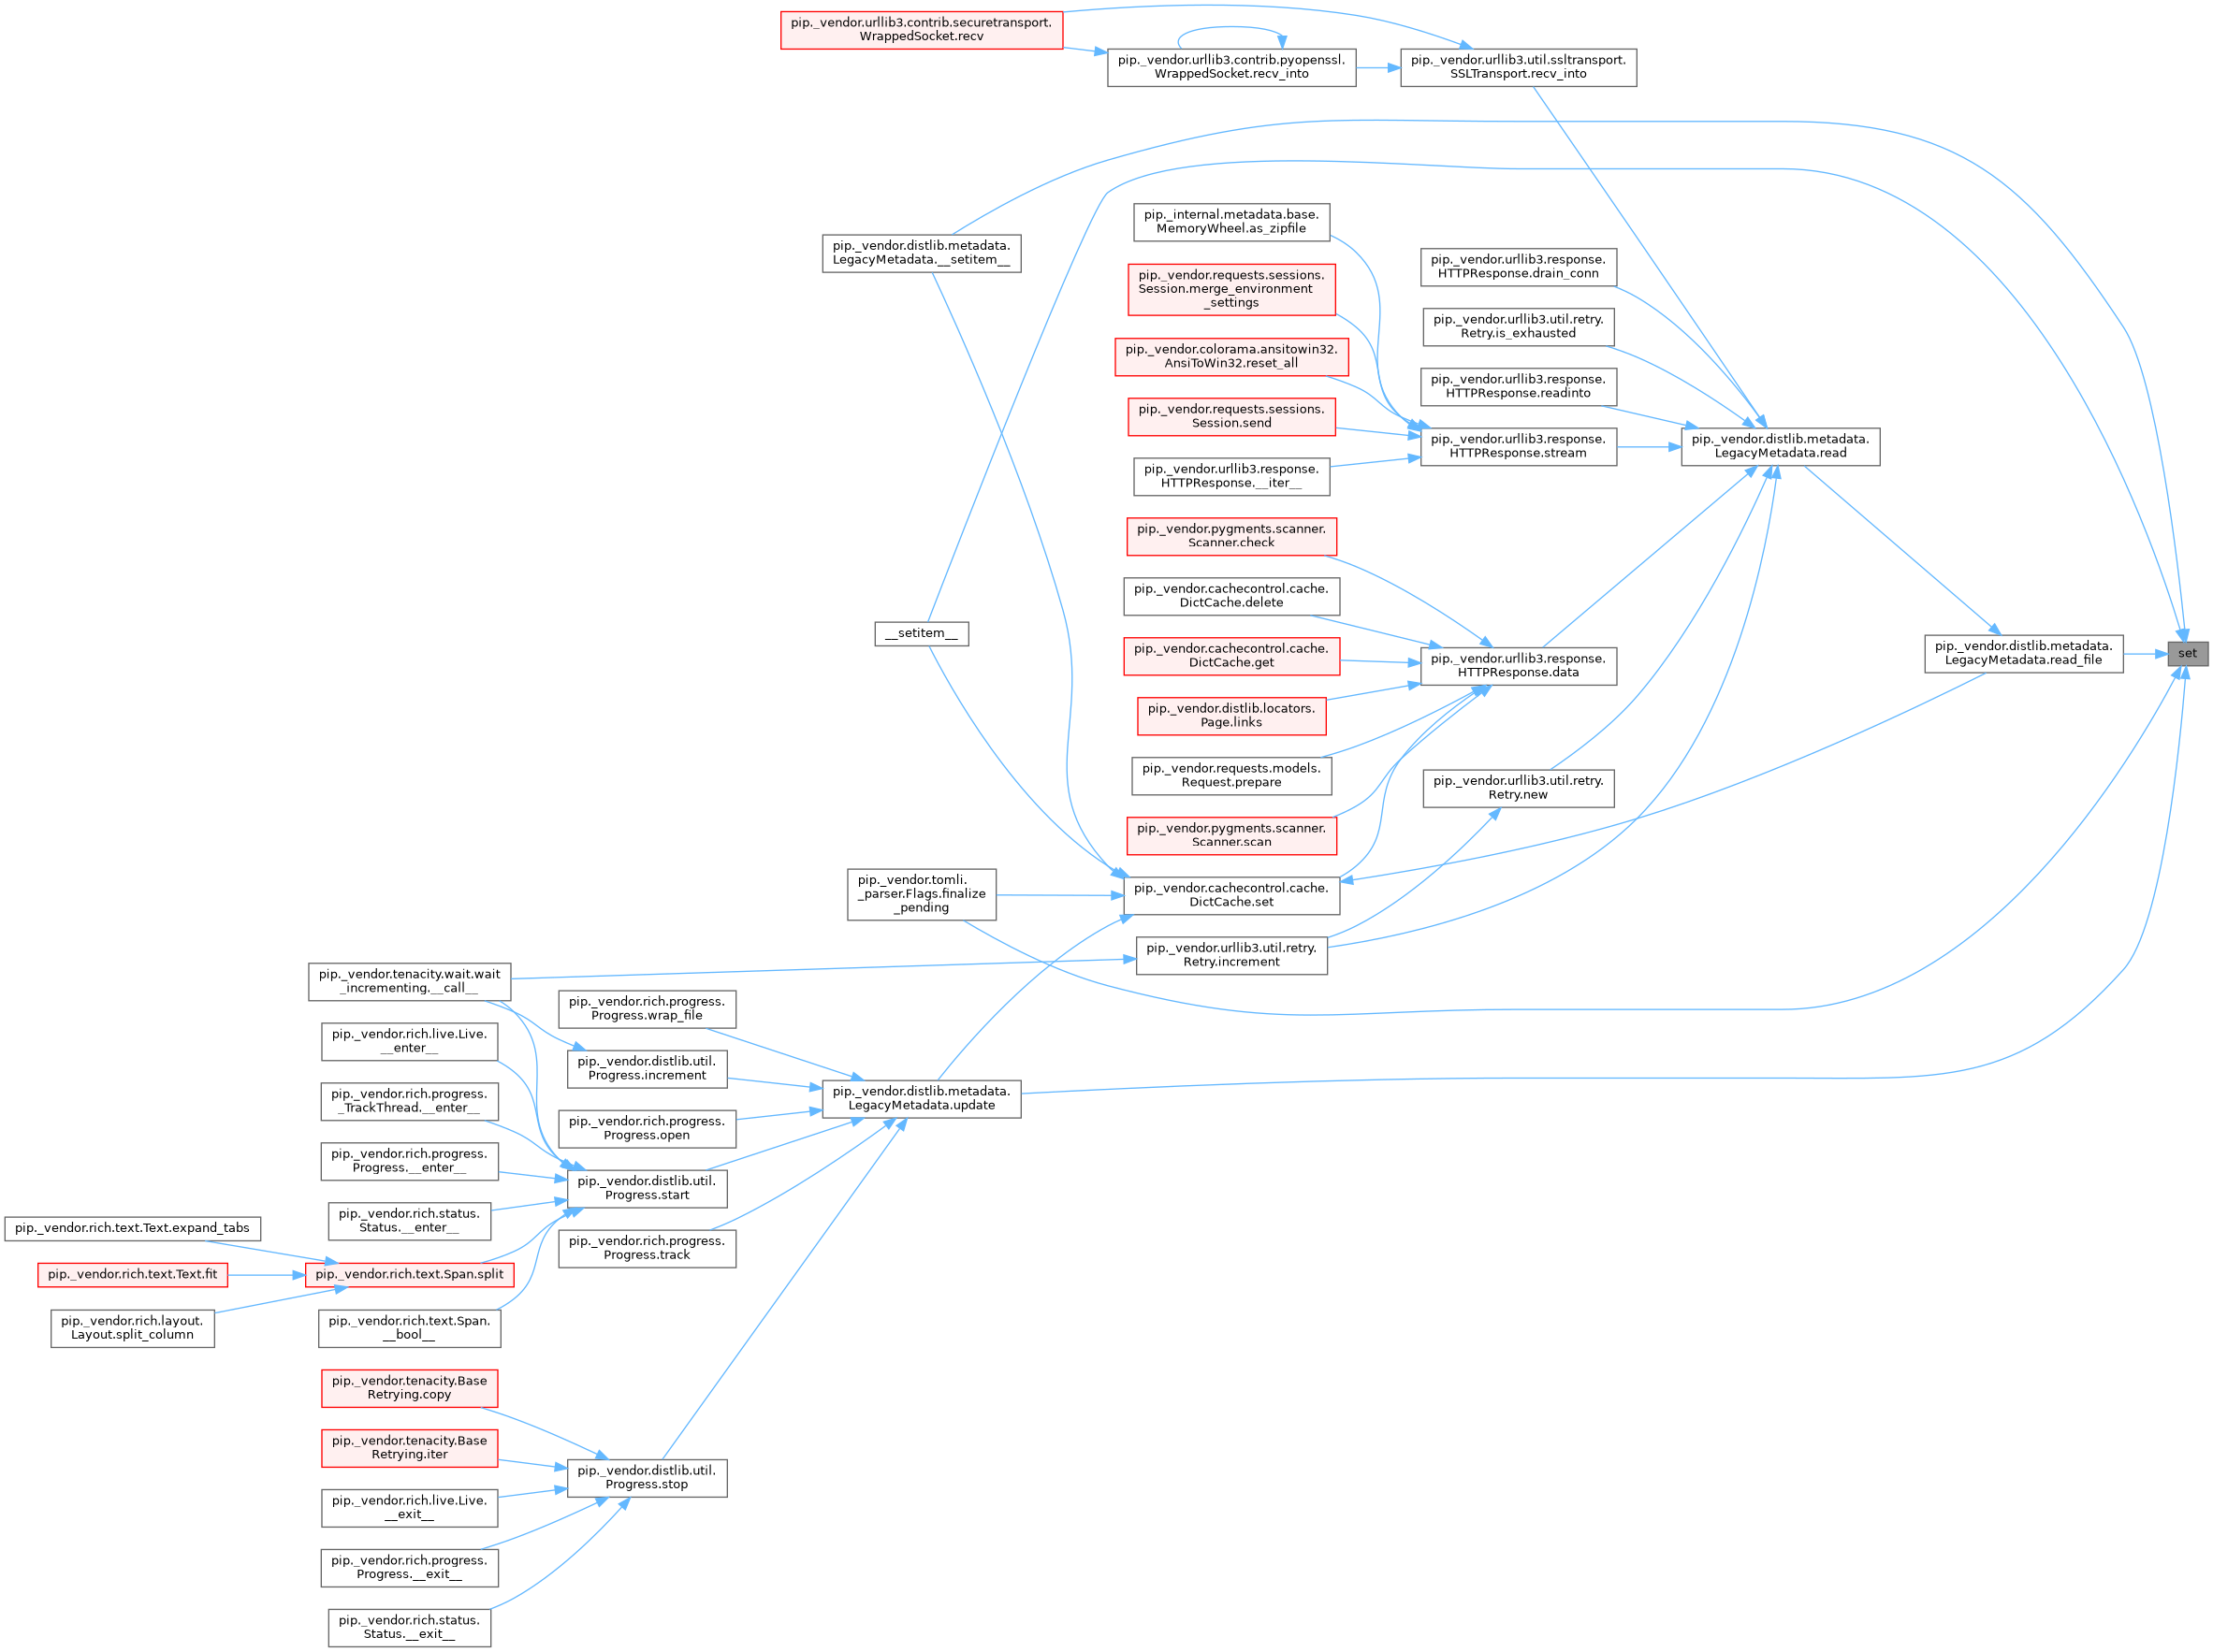 pip._vendor.urllib3.contrib.securetransport.
WrappedSocket.recv
pip._vendor.urllib3.contrib.pyopenssl.
WrappedSocket.recv_into
pip._vendor.urllib3.util.ssltransport.
SSLTransport.recv_into
pip._internal.metadata.base.
MemoryWheel.as_zipfile
pip._vendor.distlib.metadata.
LegacyMetadata.__setitem__
pip._vendor.urllib3.response.
HTTPResponse.drain_conn
pip._vendor.requests.sessions.
Session.merge_environment
_settings
pip._vendor.urllib3.util.retry.
Retry.is_exhausted
pip._vendor.colorama.ansitowin32.
AnsiToWin32.reset_all
pip._vendor.urllib3.response.
HTTPResponse.readinto
pip._vendor.requests.sessions.
Session.send
pip._vendor.urllib3.response.
HTTPResponse.stream
pip._vendor.distlib.metadata.
LegacyMetadata.read
pip._vendor.urllib3.response.
HTTPResponse.__iter__
pip._vendor.pygments.scanner.
Scanner.check
pip._vendor.cachecontrol.cache.
DictCache.delete
__setitem__
pip._vendor.cachecontrol.cache.
DictCache.get
pip._vendor.urllib3.response.
HTTPResponse.data
pip._vendor.distlib.metadata.
LegacyMetadata.read_file
set
pip._vendor.distlib.locators.
Page.links
pip._vendor.requests.models.
Request.prepare
pip._vendor.urllib3.util.retry.
Retry.new
pip._vendor.pygments.scanner.
Scanner.scan
pip._vendor.tomli.
_parser.Flags.finalize
_pending
pip._vendor.cachecontrol.cache.
DictCache.set
pip._vendor.urllib3.util.retry.
Retry.increment
pip._vendor.tenacity.wait.wait
_incrementing.__call__
pip._vendor.rich.progress.
Progress.wrap_file
pip._vendor.rich.live.Live.
__enter__
pip._vendor.distlib.util.
Progress.increment
pip._vendor.distlib.metadata.
LegacyMetadata.update
pip._vendor.rich.progress.
_TrackThread.__enter__
pip._vendor.rich.progress.
Progress.open
pip._vendor.rich.progress.
Progress.__enter__
pip._vendor.distlib.util.
Progress.start
pip._vendor.rich.status.
Status.__enter__
pip._vendor.rich.progress.
Progress.track
pip._vendor.rich.text.Text.expand_tabs
pip._vendor.rich.text.Text.fit
pip._vendor.rich.text.Span.split
pip._vendor.rich.layout.
Layout.split_column
pip._vendor.rich.text.Span.
__bool__
pip._vendor.tenacity.Base
Retrying.copy
pip._vendor.tenacity.Base
Retrying.iter
pip._vendor.distlib.util.
Progress.stop
pip._vendor.rich.live.Live.
__exit__
pip._vendor.rich.progress.
Progress.__exit__
pip._vendor.rich.status.
Status.__exit__